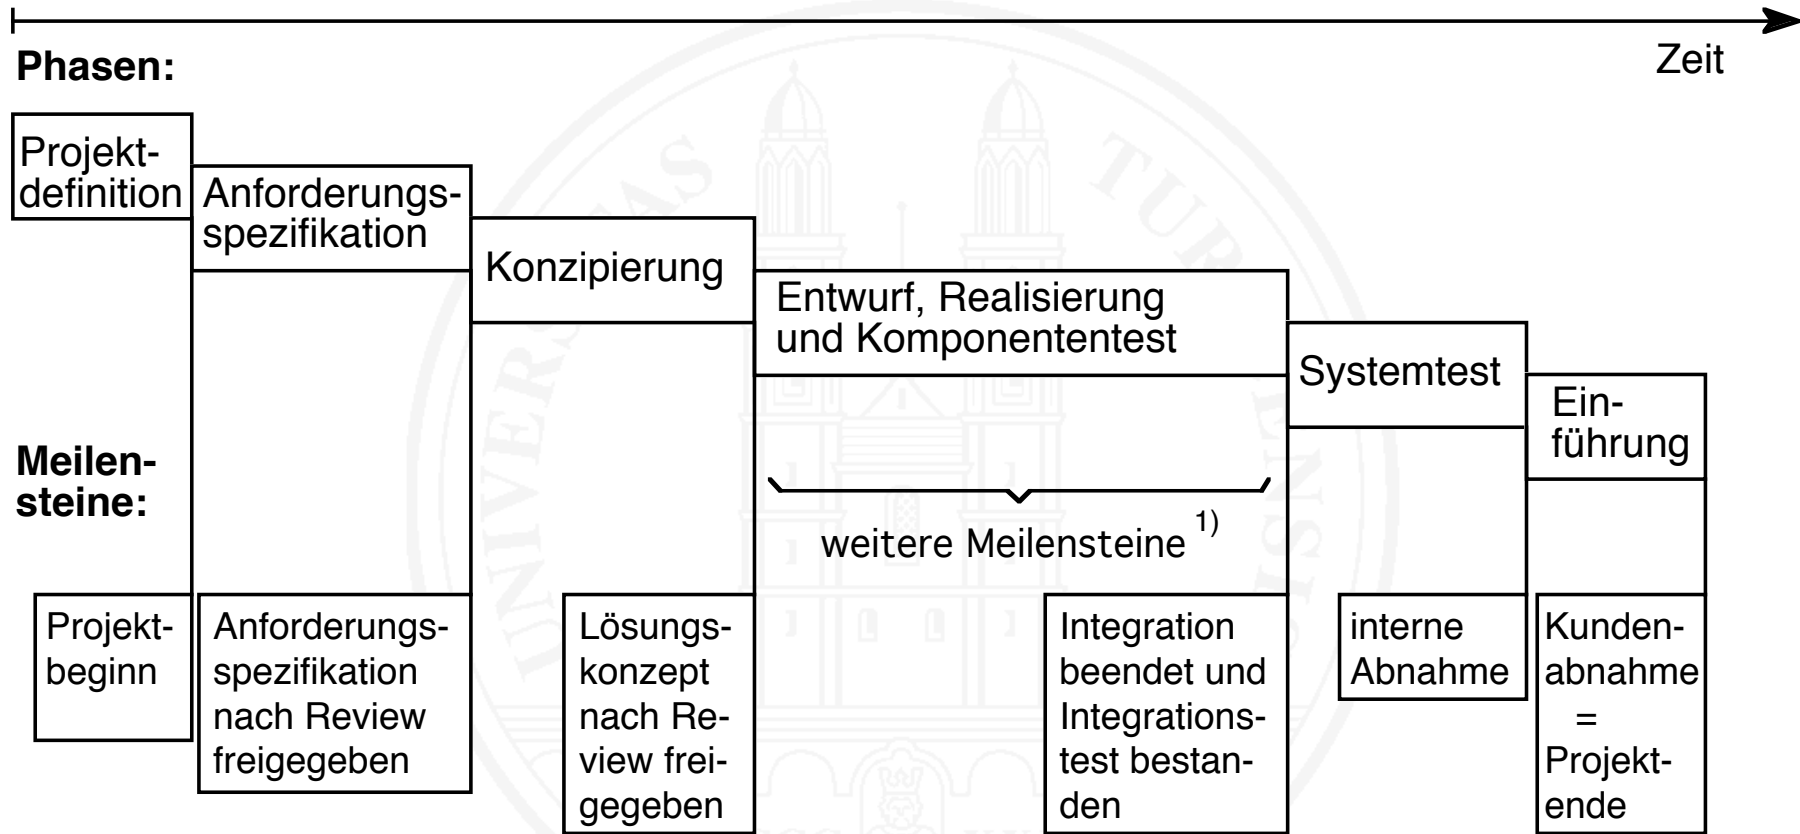 Zeit
Phasen:
Projekt-
definition
Anforderungs-
spezifikation
Konzipierung
Entwurf, Realisierung
und Komponententest
Systemtest
Ein-
führung
Meilen-
steine:
weitere Meilensteine 1)
Projekt-
beginn
Anforderungs-
spezifikation
nach Review
freigegeben
Lösungs-
konzept
nach Re-
view frei-
gegeben
Integration
beendet und
Integrations-
test bestan-
den
interne
Abnahme
Kunden-
abnahme
=
Projekt-
ende